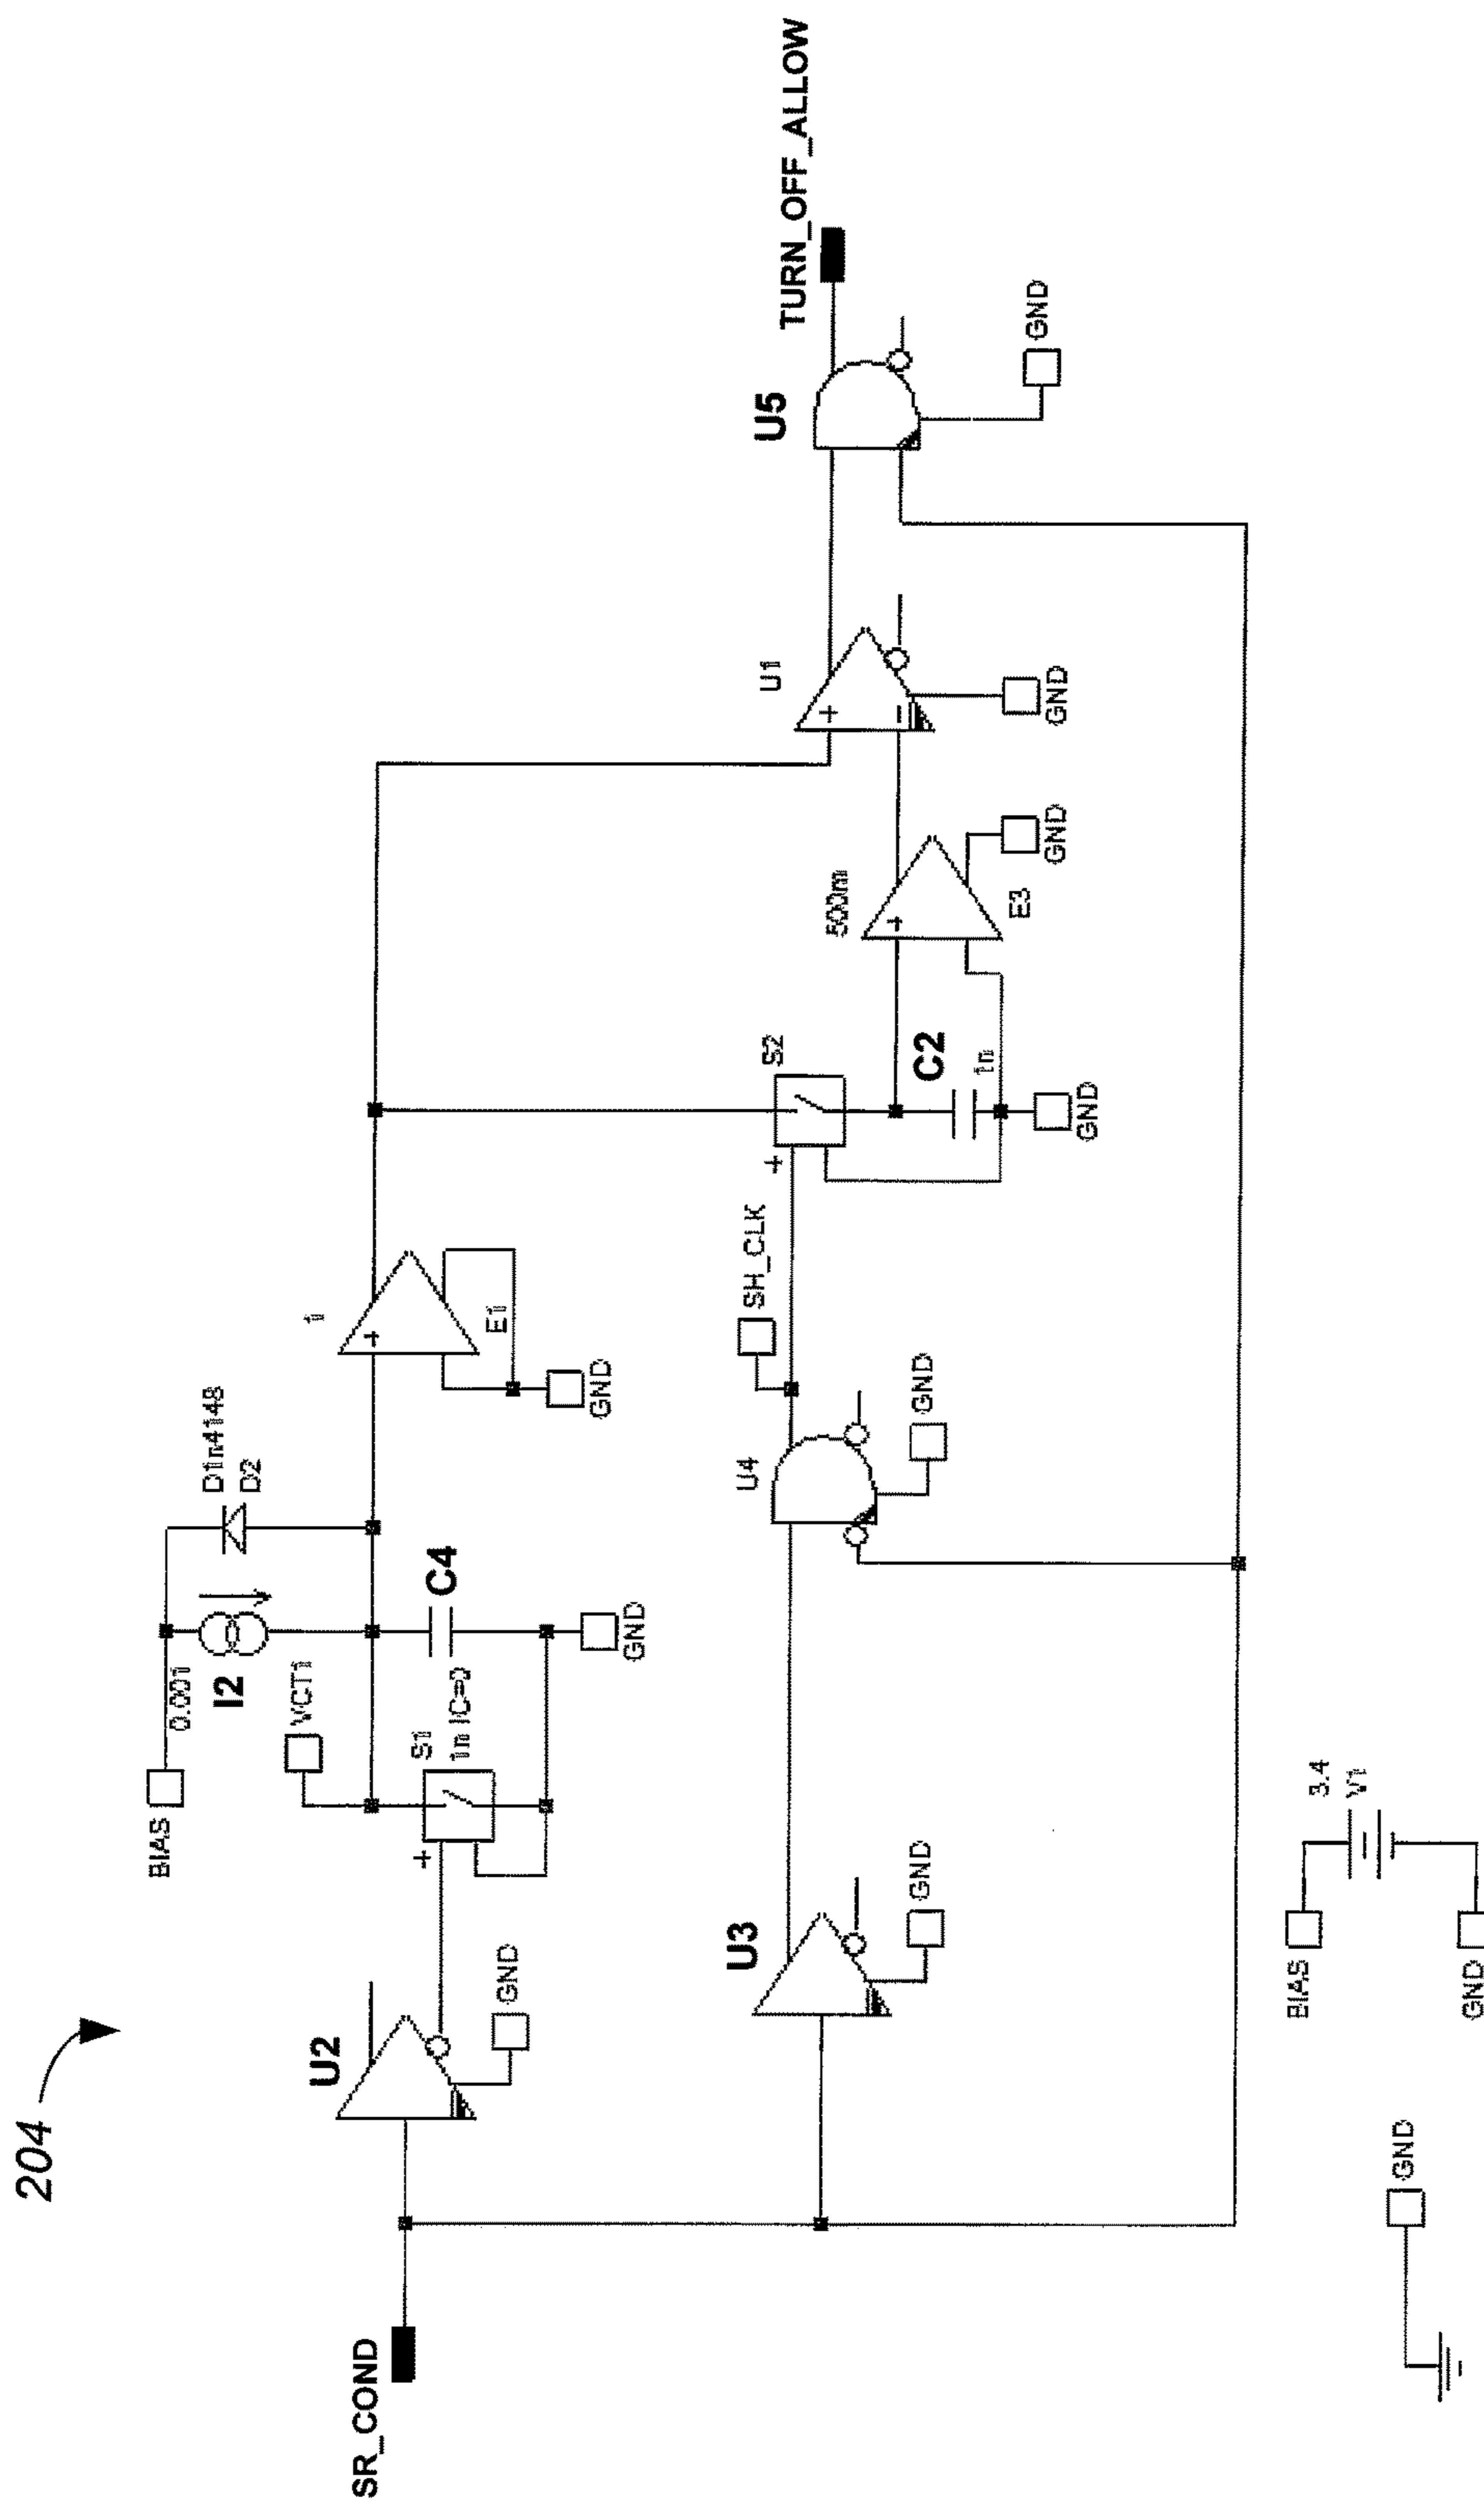 204
SR_COND
U2
GND
BIAS
0.001
I2
VCT1
S1
1n IC=0
C4
GND
D1n4148
D2
1
E1
GND
U3
GND
U4
GND
SH_CLK
S2
C2
1n
GND
500m
E3
GND
U1
GND
U5
GND
TURN_OFF_ALLOW
GND
BIAS
3.4
V1
GND